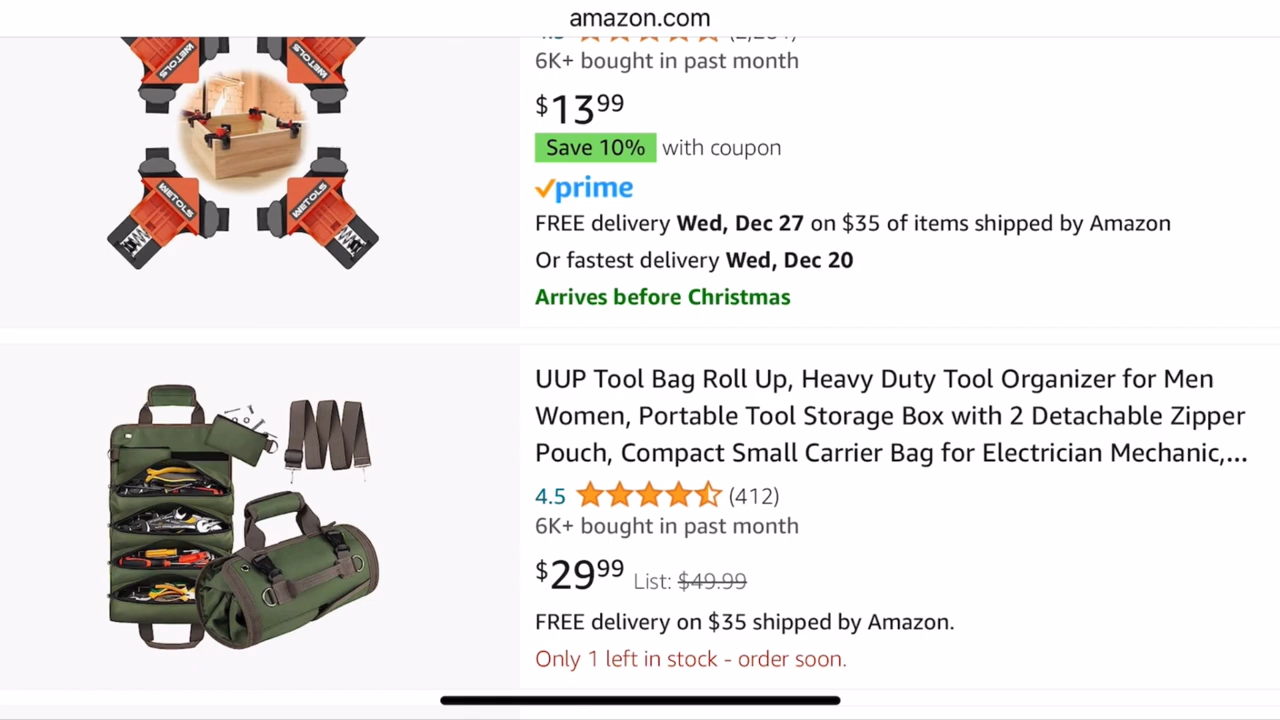 amazon.com
WETOLS
WETOLS
6K+ bought in past month
$13 99
Save 10% with coupon
prime
WETOLS
WETOLS
FREE delivery Wed, Dec 27 on $35 of items shipped by Amazon
Or fastest delivery Wed, Dec 20
Arrives before Christmas
UUP Tool Bag Roll Up, Heavy Duty Tool Organizer for Men
Women, Portable Tool Storage Box with 2 Detachable Zipper
Pouch, Compact Small Carrier Bag for Electrician Mechanic,...
4.5 (412)
6K+ bought in past month
$29 99 List: $49.99
FREE delivery on $35 shipped by Amazon.
Only 1 left in stock - order soon.